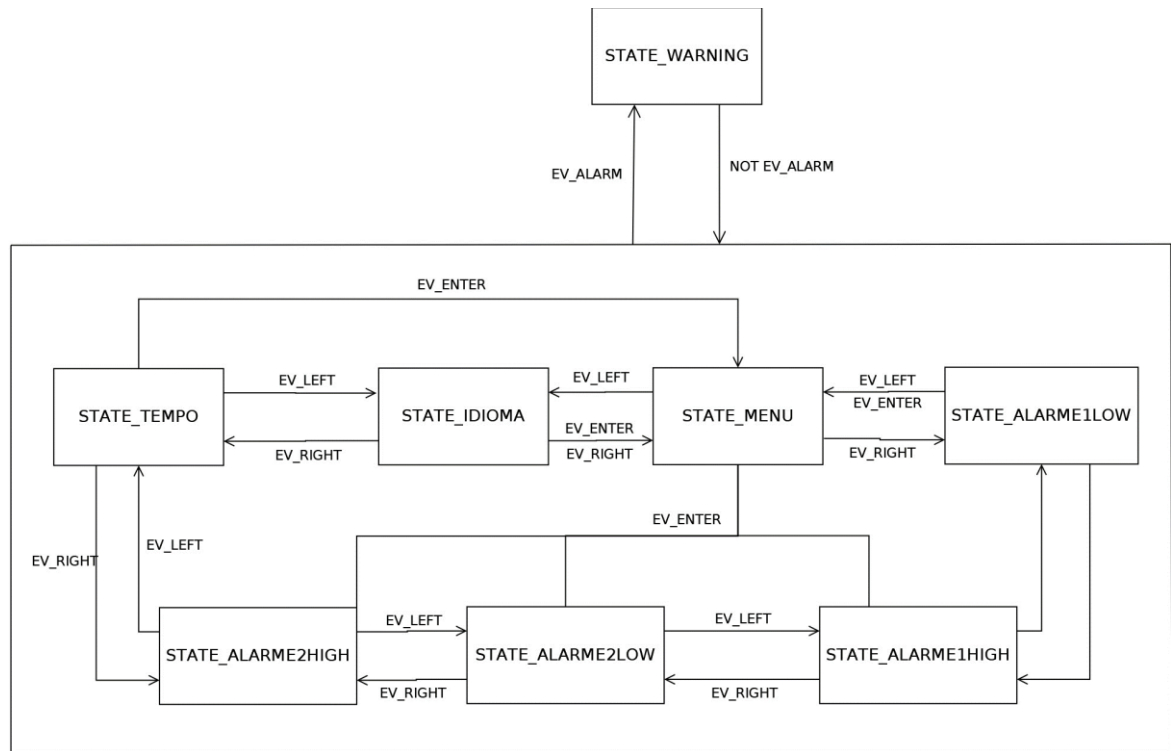 STATE_WARNING
EV_ALARM
NOT EV_ALARM
EV_ENTER
STATE_TEMPO
EV_LEFT
EV_RIGHT
STATE_IDIOMA
EV_LEFT
EV_ENTER
EV_RIGHT
STATE_MENU
EV_LEFT
EV_ENTER
EV_RIGHT
STATE_ALARME1LOW
EV_ENTER
EV_RIGHT
EV_LEFT
STATE_ALARME2HIGH
EV_LEFT
EV_RIGHT
STATE_ALARME2LOW
EV_LEFT
EV_RIGHT
STATE_ALARME1HIGH